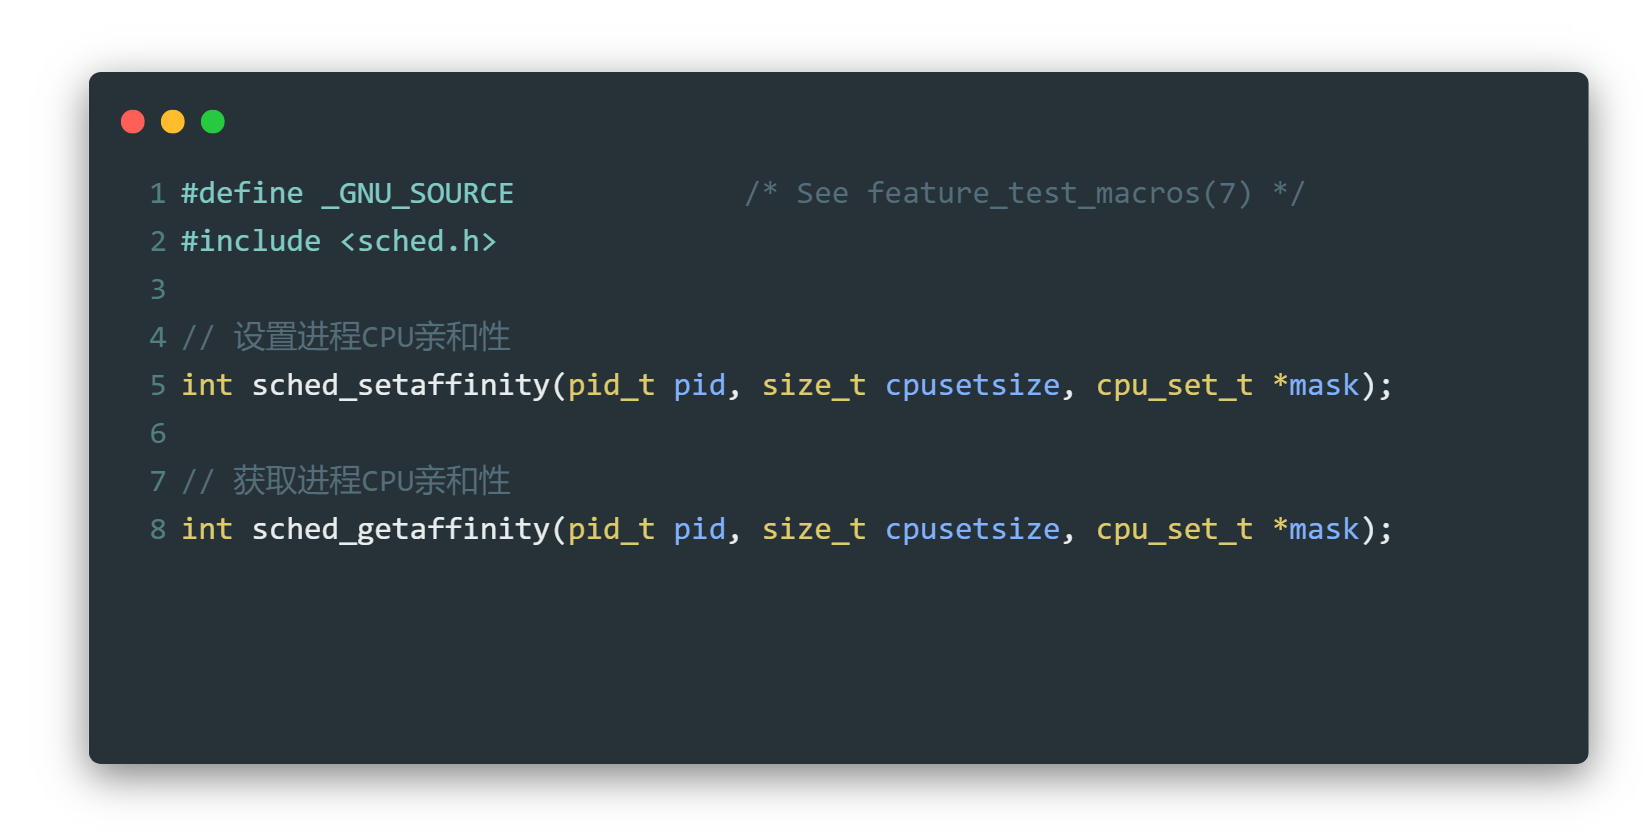 1 #define _GNU_SOURCE             /* See feature_test_macros(7) */
2 #include <sched.h>
3
4 // 设置进程CPU亲和性
5 int sched_setaffinity(pid_t pid, size_t cpusetsize, cpu_set_t *mask);
6
7 // 获取进程CPU亲和性
8 int sched_getaffinity(pid_t pid, size_t cpusetsize, cpu_set_t *mask);